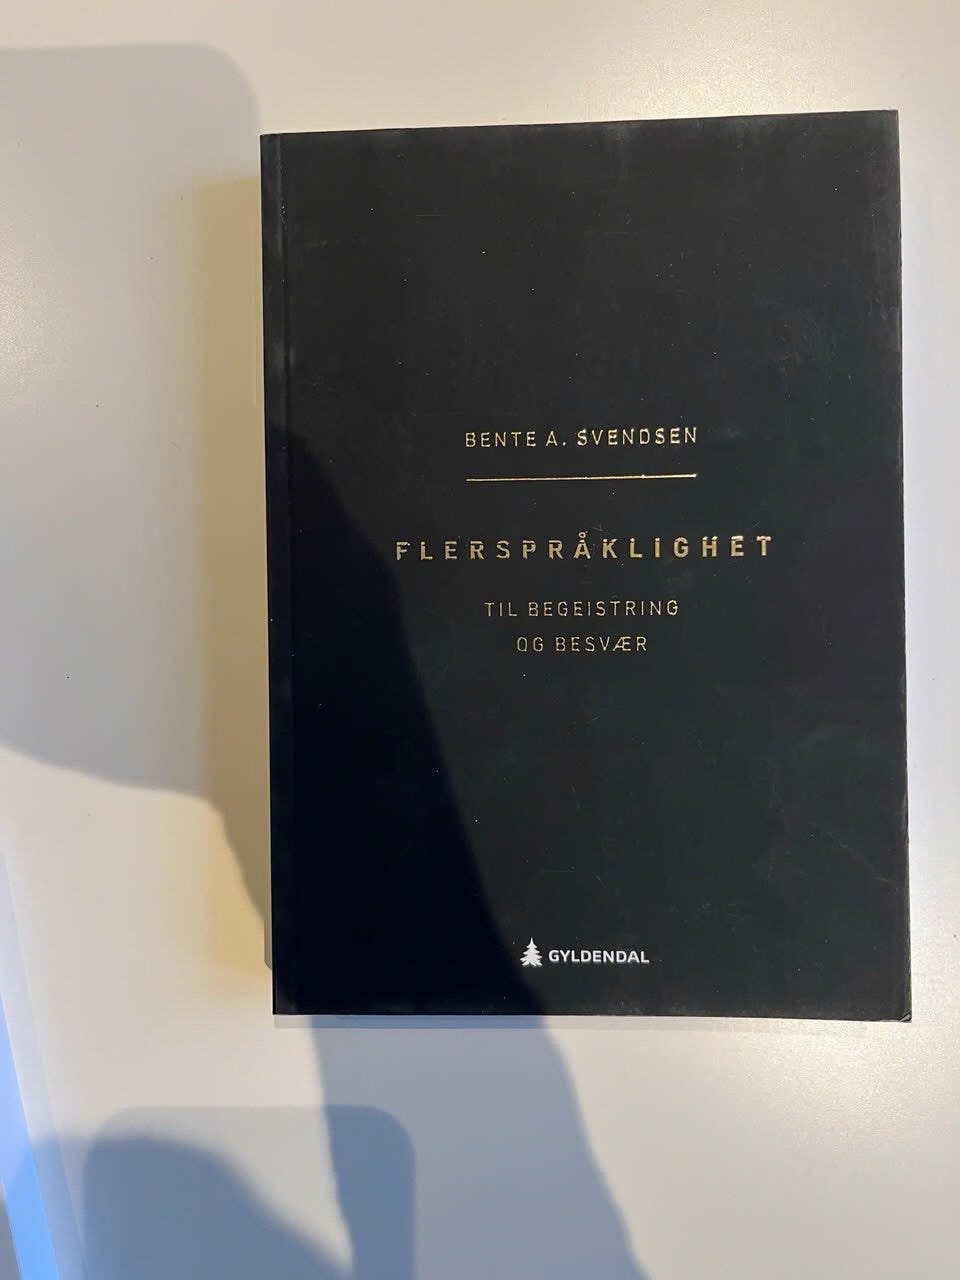 BENTE A. SVENDSEN
FLERSPRÅKLIGHET
TIL BEGEISTRING
OG BESVÆR
GYLDENDAL